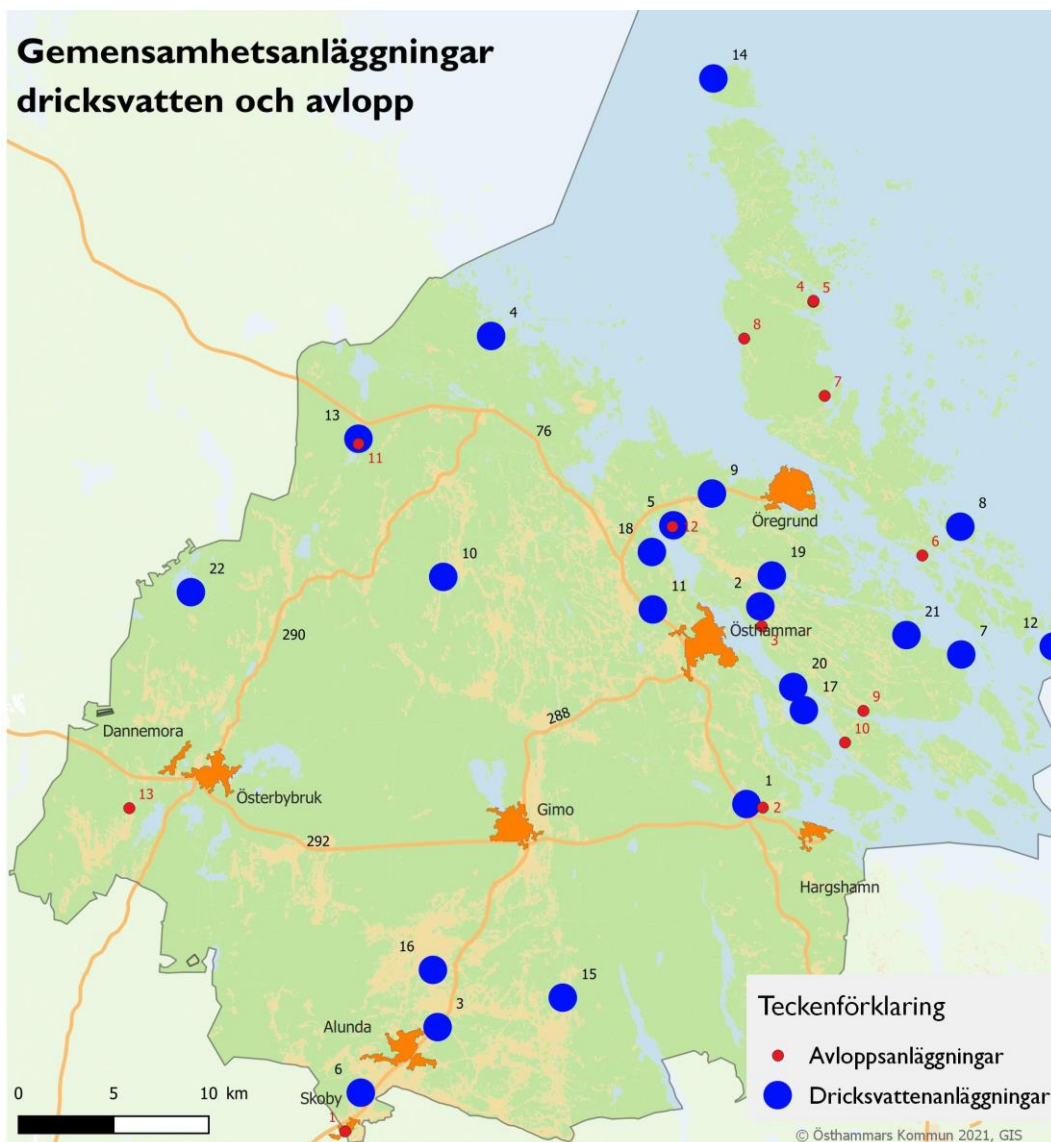 Gemensamhetsanläggningar
dricksvatten och avlopp
14
4 5
8
4
7
13
76
11
9
5
8
Öregrund
12
18
6
10
19
22
2
11
Östhammar
21
12
3
7
290
20
17
9
288
10
Dannemora
1
Österbybruk
13
2
Gimo
292
Hargshamn
16
15
3
Alunda
6
Skoby
1
0 5 10 km
Teckenförklaring
Avloppsanläggningar
Dricksvattenanläggningar
© Östhammars Kommun 2021, GIS